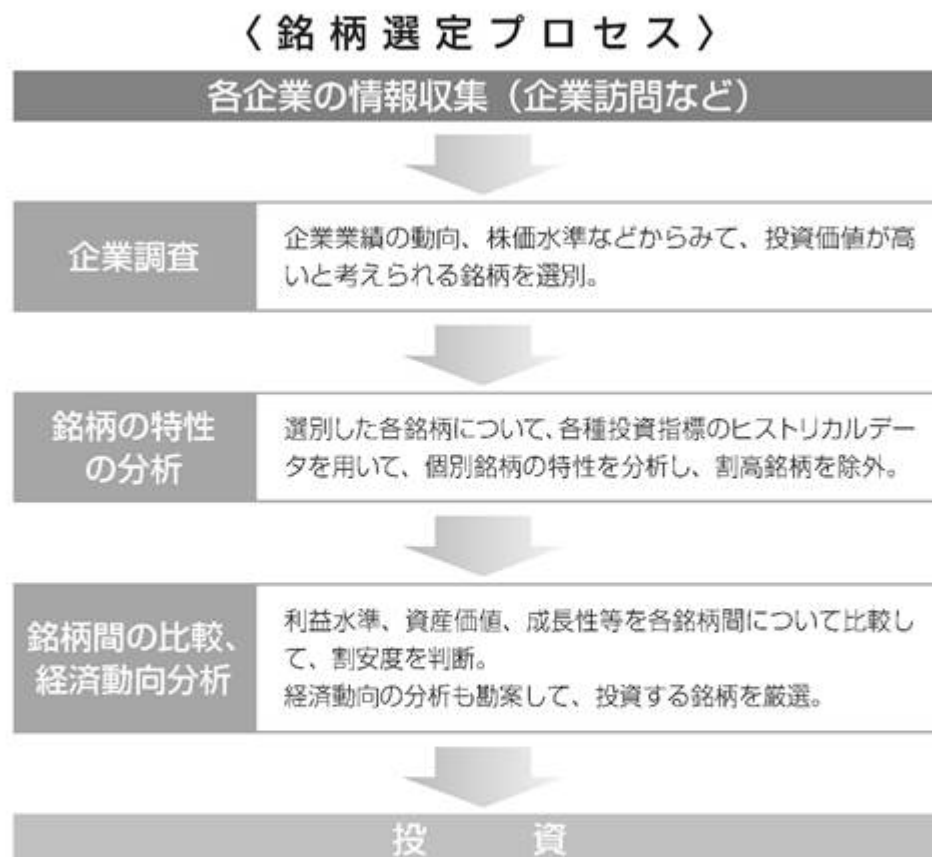 〈銘柄選定プロセス〉
各企業の情報収集（企業訪問など）
企業調査
企業業績の動向、株価水準などからみて、投資価値が高
いと考えられる銘柄を選別。
銘柄の特性
の分析
選別した各銘柄について、各種投資指標のヒストリカルデー
タを用いて、個別銘柄の特性を分析し、割高銘柄を除外。
銘柄間の比較、
経済動向分析
利益水準、資産価値、成長性等を各銘柄間について比較し
て、割安度を判断。
経済動向の分析も勘案して、投資する銘柄を厳選。
投資